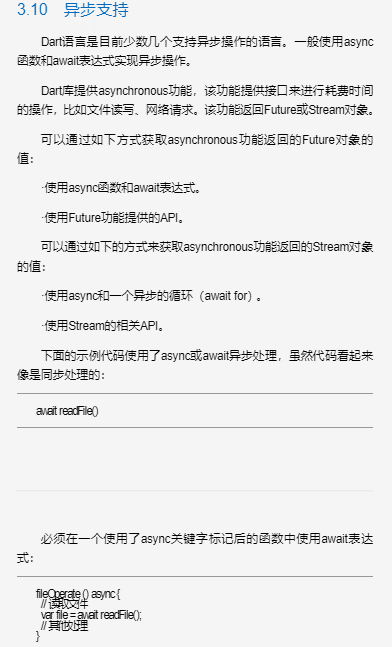 3.10 异步支持
Dart语言是目前少数几个支持异步操作的语言。一般使用async
函数和await表达式实现异步操作。
Dart库提供asynchronous功能，该功能提供接口来进行耗费时间
的操作，比如文件读写、网络请求。该功能返回Future或Stream对象。
可以通过如下方式获取asynchronous功能返回的Future对象的
值：
·使用async函数和await表达式。
·使用Future功能提供的API。
可以通过如下的方式来获取asynchronous功能返回的Stream对象
的值：
·使用async和一个异步的循环（await for）。
·使用Stream的相关API。
下面的示例代码使用了async或await异步处理，虽然代码看起来
像是同步处理的：
await readFile()
必须在一个使用了async关键字标记后的函数中使用await表达
式：
fileOperate () async {
// 读取文件
var file = await readFile();
// 其他处理
}